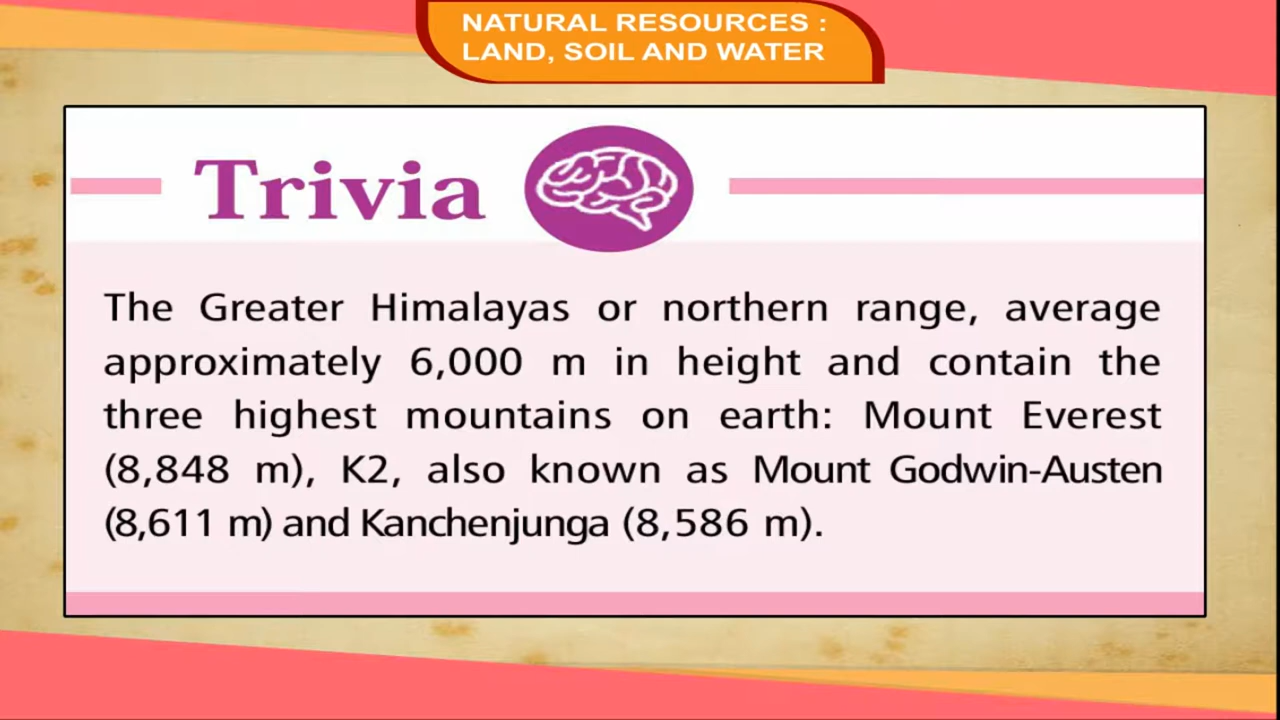 NATURAL RESOURCES :
LAND, SOIL AND WATER
Trivia
The Greater Himalayas or northern range, average
approximately 6,000 m in height and contain the
three highest mountains on earth: Mount Everest
(8,848 m), K2, also known as Mount Godwin-Austen
(8,611 m) and Kanchenjunga (8,586 m).